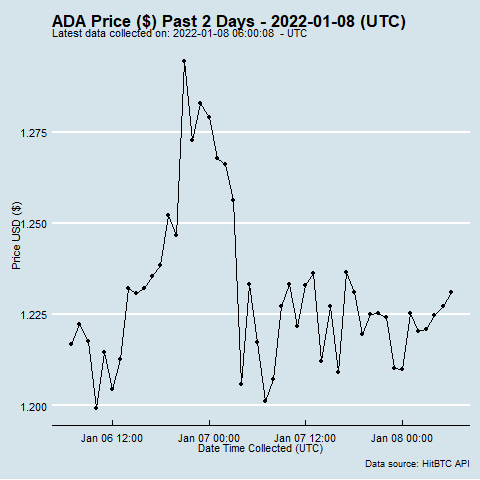 ADA Price ($) Past 2 Days - 2022-01-08 (UTC)
Latest data collected on: 2022-01-08 06:00:08 - UTC
1.275
1.250
1.225
1.200
Price USD ($)
Jan 06 12:00 Jan 07 00:00 Jan 07 12:00 Jan 08 00:00
Date Time Collected (UTC)
Data source: HitBTC API